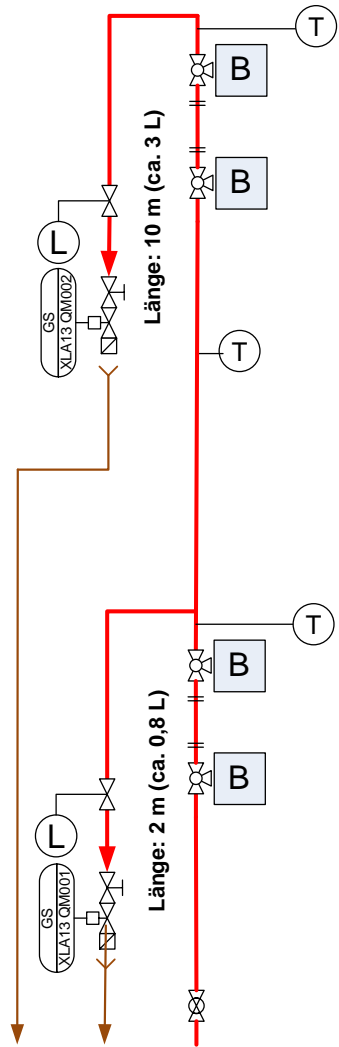 T
B
B
Länge: 10 m (ca. 3 L)
L
GS
XLA13 QM002
T
T
B
Länge: 2 m (ca. 0,8 L)
B
L
GS
XLA13 QM001